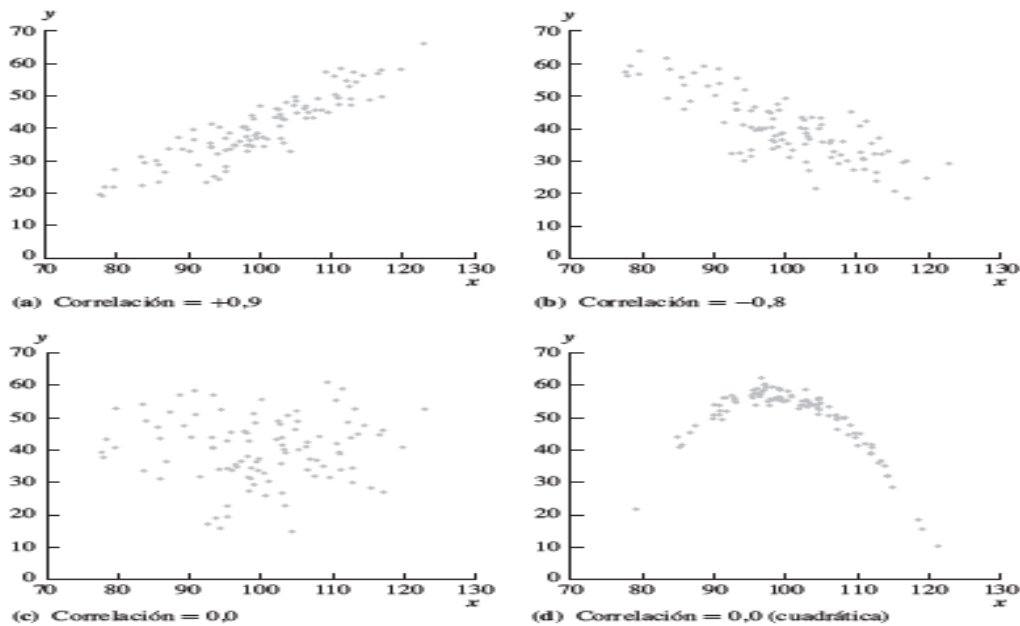 y
70
60
50
40
30
20
10
0
70 80 90 100 110 120 130
x
(a) Correlación = +0,9
y
70
60
50
40
30
20
10
0
70 80 90 100 110 120 130
x
(b) Correlación = −0,8
y
70
60
50
40
30
20
10
0
70 80 90 100 110 120 130
x
(c) Correlación = 0,0
y
70
60
50
40
30
20
10
0
70 80 90 100 110 120 130
x
(d) Correlación = 0,0 (cuadrática)